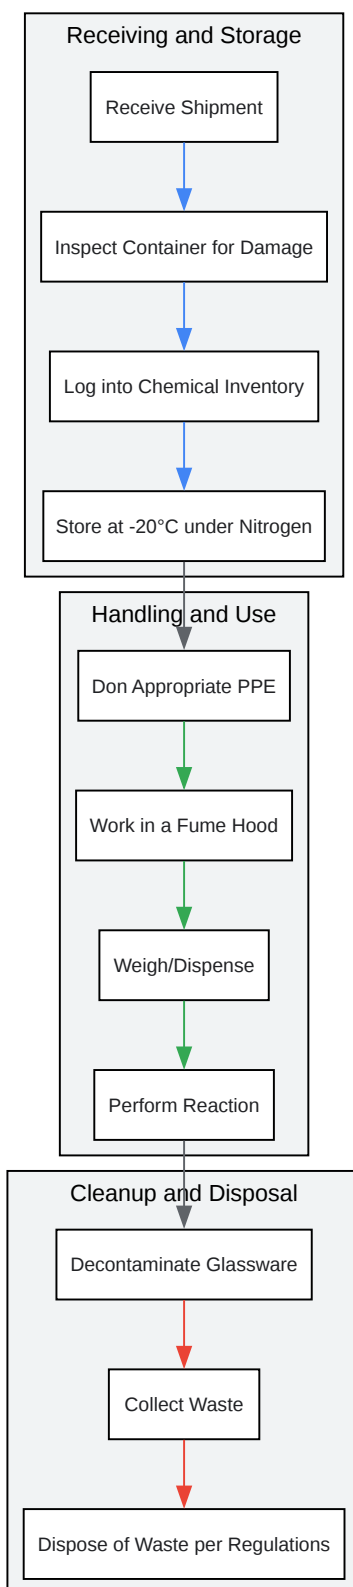 Receiving and Storage
Receive Shipment
Inspect Container for Damage
Log into Chemical Inventory
Store at -20°C under Nitrogen
Handling and Use
Don Appropriate PPE
Work in a Fume Hood
Weigh/Dispense
Perform Reaction
Cleanup and Disposal
Decontaminate Glassware
Collect Waste
Dispose of Waste per Regulations